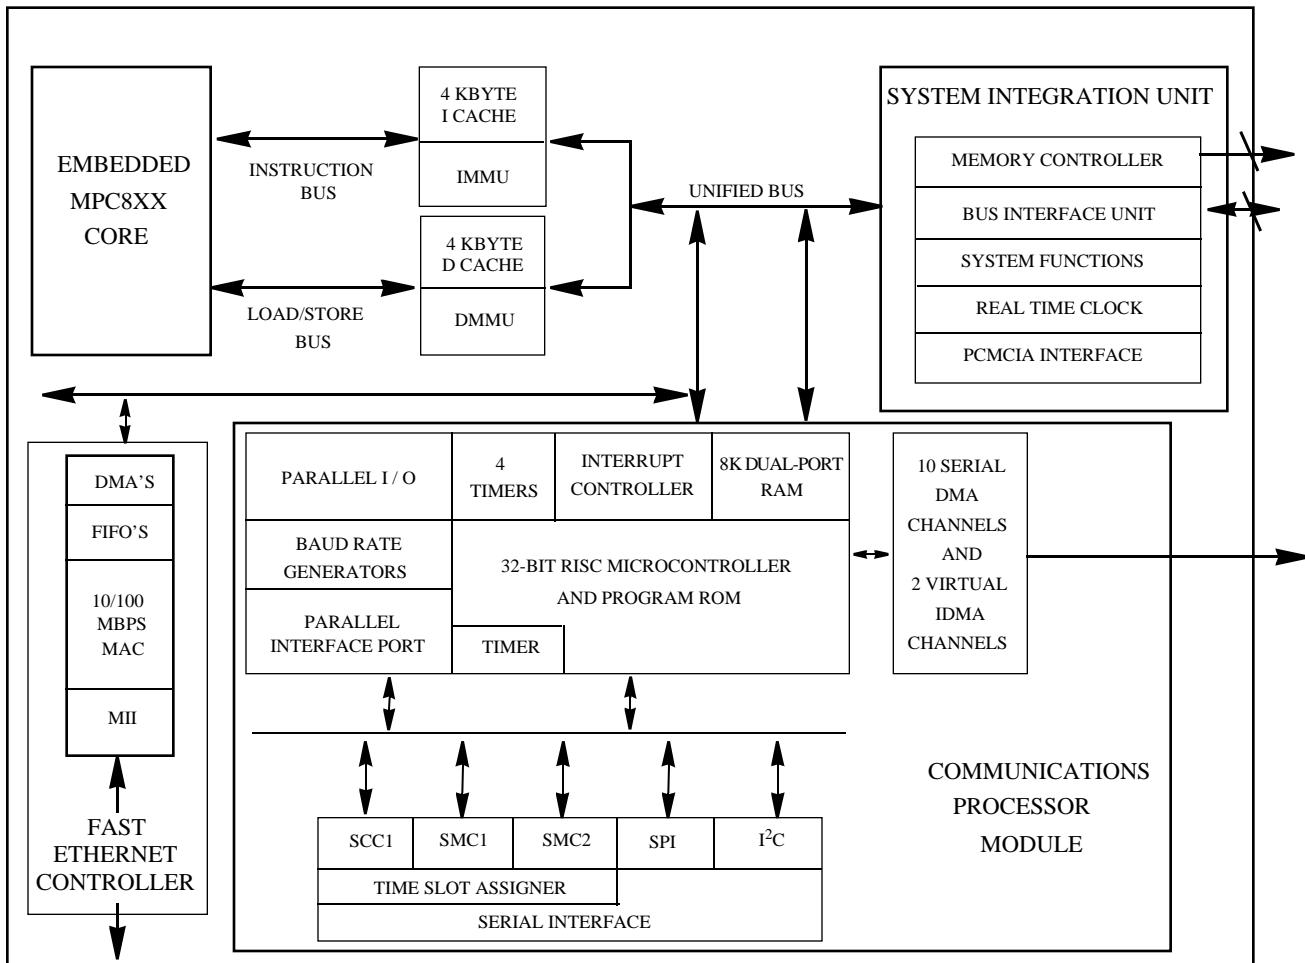 EMBEDDED
MPC8XX
CORE
INSTRUCTION
BUS
LOAD/STORE
BUS
4 KBYTE
I CACHE
IMMU
4 KBYTE
D CACHE
DMMU
UNIFIED BUS
SYSTEM INTEGRATION UNIT
MEMORY CONTROLLER
BUS INTERFACE UNIT
SYSTEM FUNCTIONS
REAL TIME CLOCK
PCMCIA INTERFACE
DMA'S
FIFO'S
10/100
MBPS
MAC
MII
FAST
ETHERNET
CONTROLLER
PARALLEL I / O
4
TIMERS
INTERRUPT
CONTROLLER
8K DUAL-PORT
RAM
BAUD RATE
GENERATORS
PARALLEL
INTERFACE PORT
32-BIT RISC MICROCONTROLLER
AND PROGRAM ROM
TIMER
10 SERIAL
DMA
CHANNELS
AND
2 VIRTUAL
IDMA
CHANNELS
SCC1
SMC1
SMC2
SPI
I²C
TIME SLOT ASSIGNER
SERIAL INTERFACE
COMMUNICATIONS
PROCESSOR
MODULE